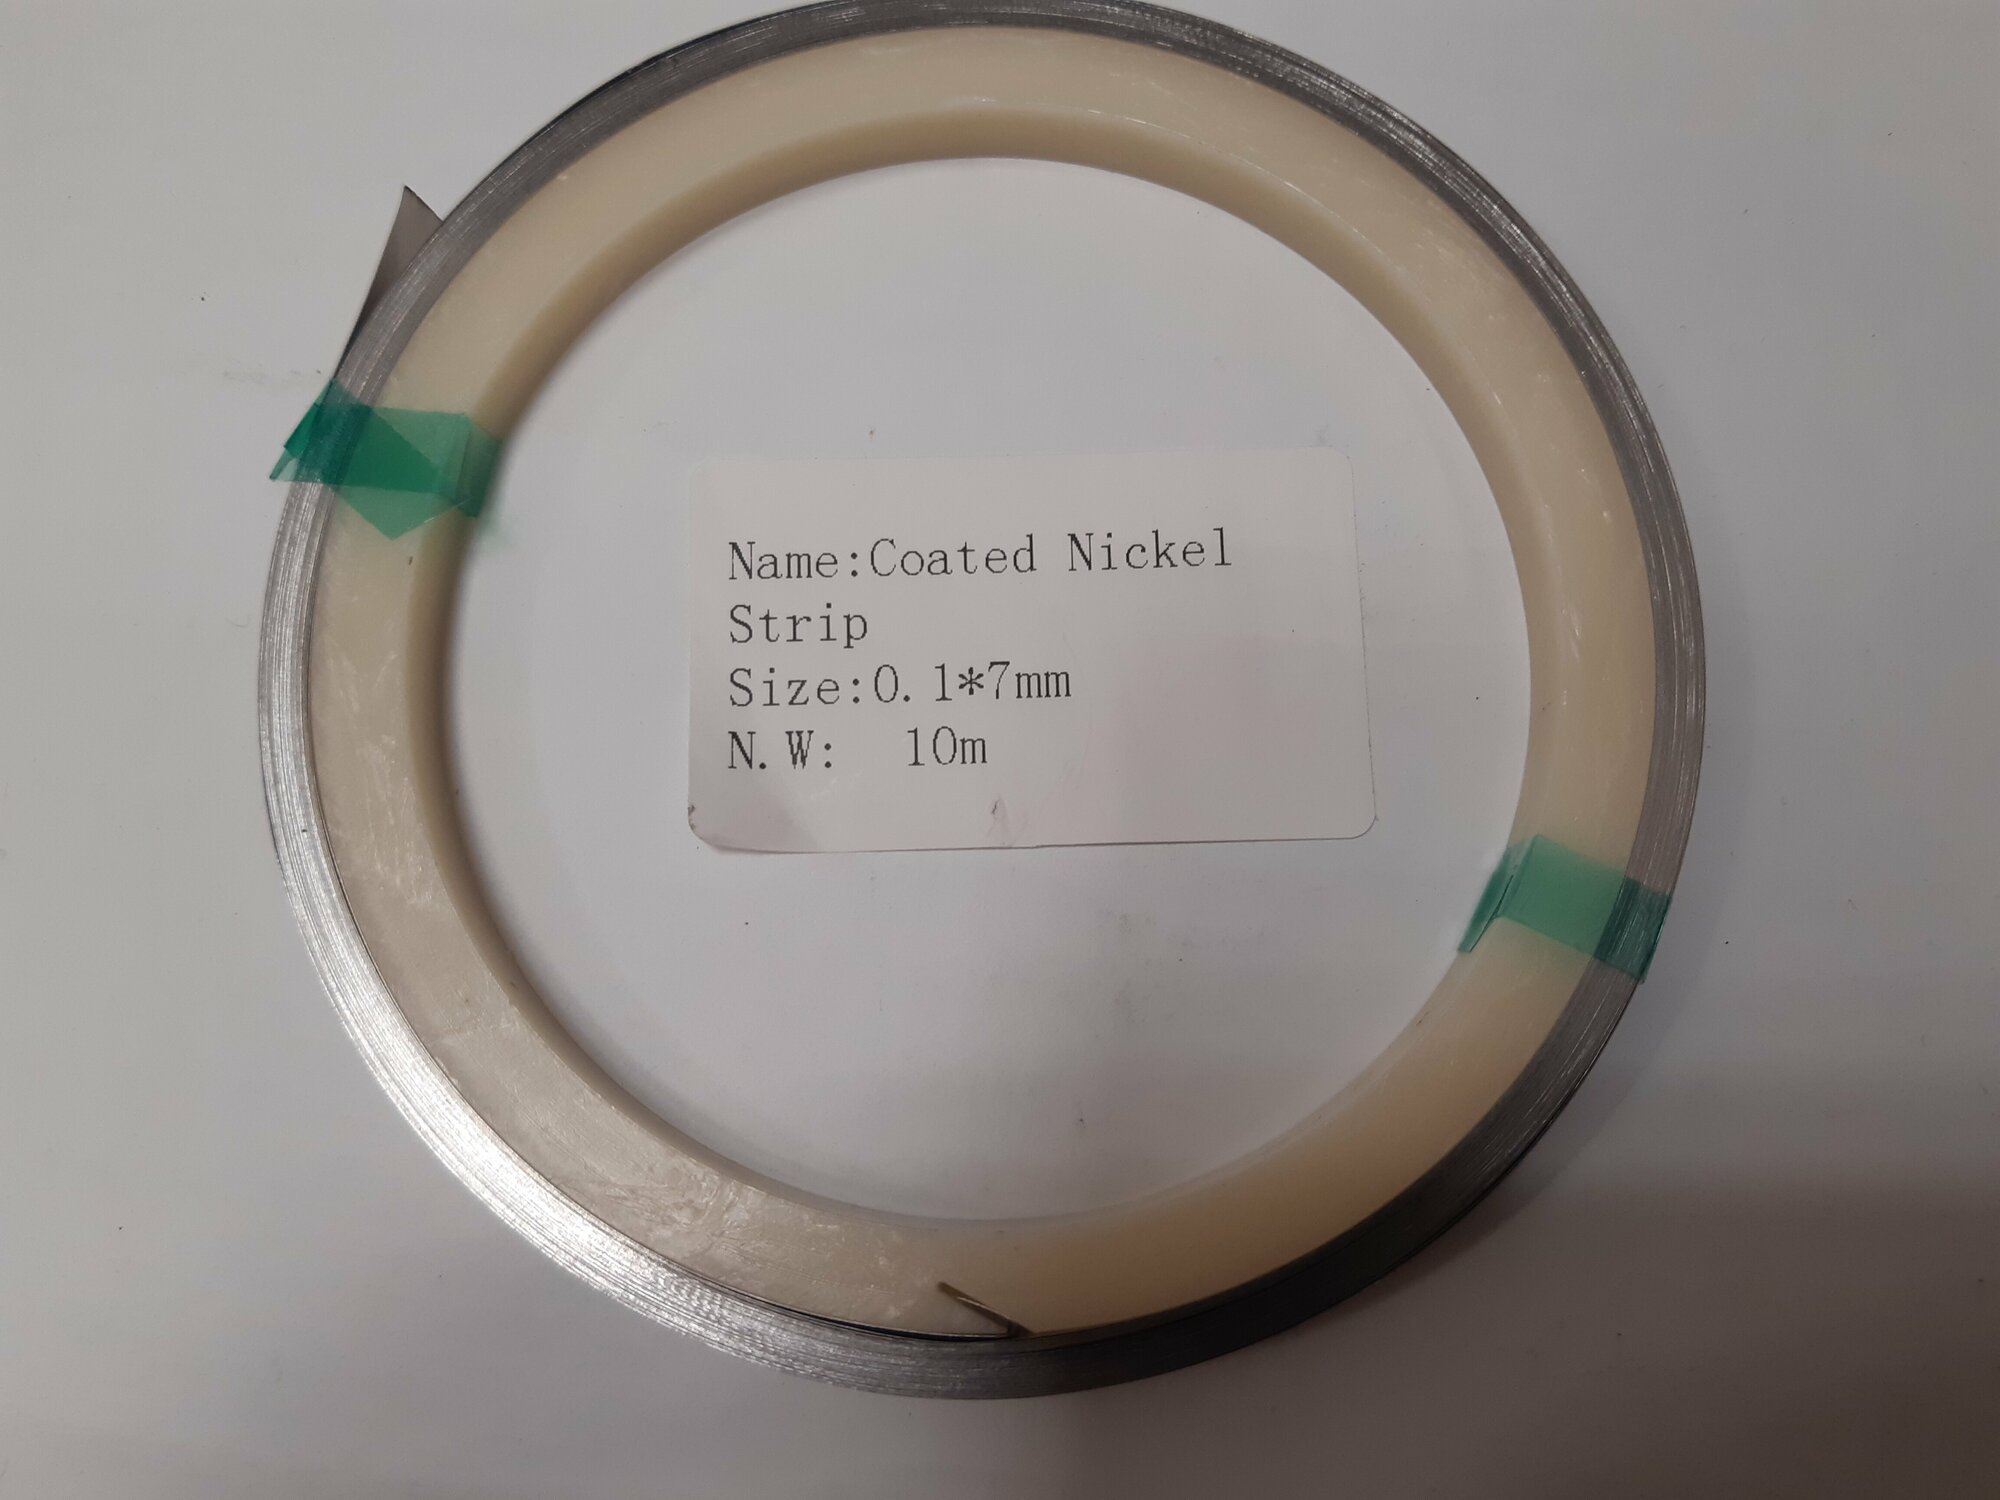 Name:Coated Nickel
Strip
Size:0.1*7mm
N.W: 10m